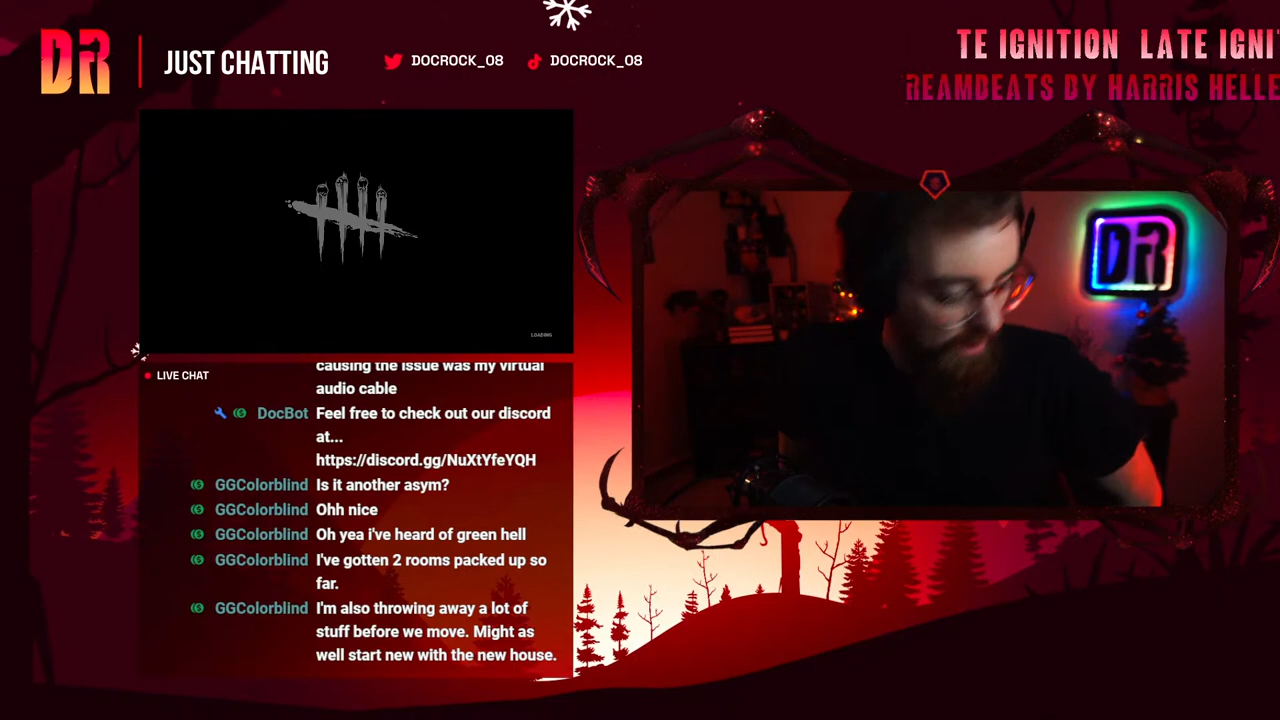 DR
JUST CHATTING
DOCROCK_08
DOCROCK_08
TE IGNITION LATE IGNI
REAMBEATS BY HARRIS HELLE
DR
LOADING
LIVE CHAT
causing the issue was my virtual
audio cable
DocBot Feel free to check out our discord
at...
https://discord.gg/NuXtYfeYQH
GGColorblind Is it another asym?
GGColorblind Ohh nice
GGColorblind Oh yea i've heard of green hell
GGColorblind I've gotten 2 rooms packed up so
far.
GGColorblind I'm also throwing away a lot of
stuff before we move. Might as
well start new with the new house.